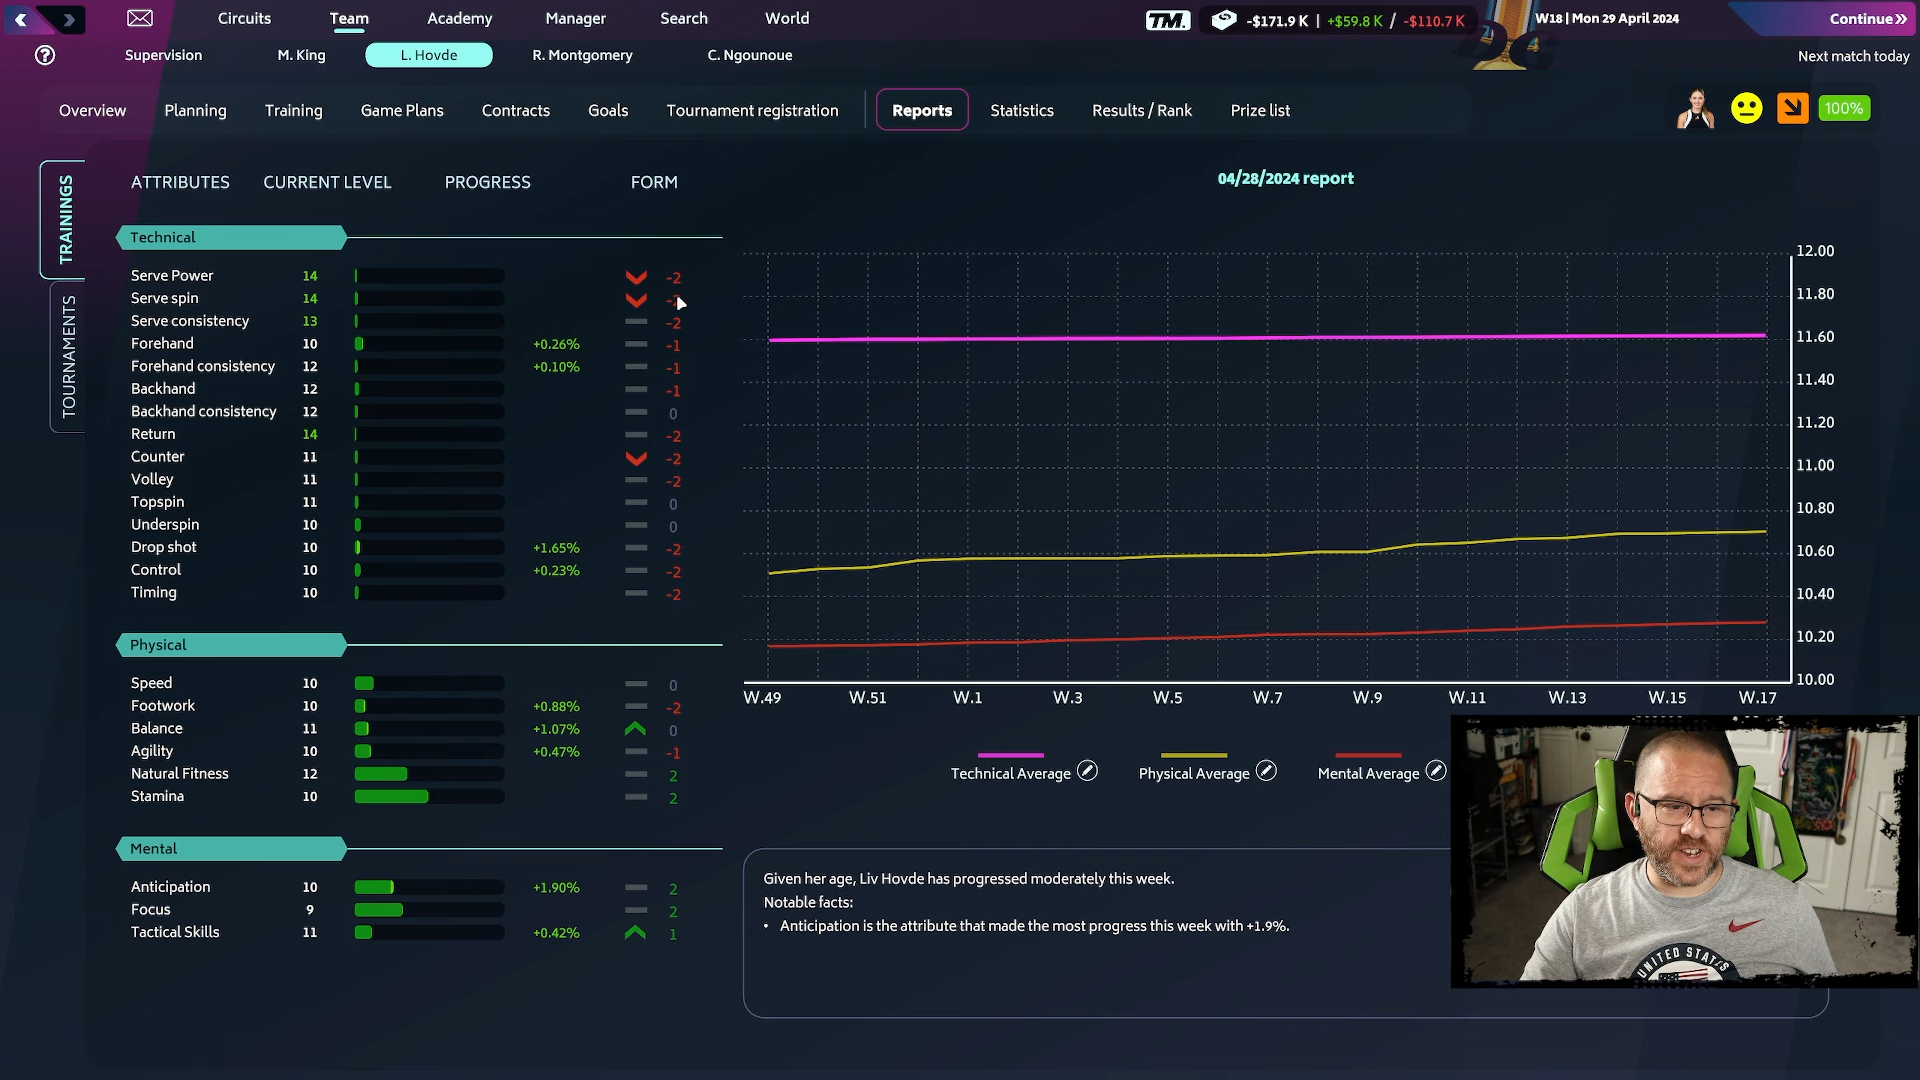 Circuits Team Academy Manager Search World TM. -$171.9 K | +$59.8 K / -$110.7 K W18 | Mon 29 April 2024 Continue
Supervision M. King L. Hovde R. Montgomery C. Ngounoue Next match today
Overview Planning Training Game Plans Contracts Goals Tournament registration Reports Statistics Results / Rank Prize list 100%
TRAININGS
TOURNAMENTS
ATTRIBUTES CURRENT LEVEL PROGRESS FORM
Technical
Serve Power 14 -2
Serve spin 14
Serve consistency 13 -2
Forehand 10 +0.26% -1
Forehand consistency 12 +0.10% -1
Backhand 12 -1
Backhand consistency 12 0
Return 14 -2
Counter 11 -2
Volley 11 -2
Topspin 11 0
Underspin 10 0
Drop shot 10 +1.65% -2
Control 10 +0.23% -2
Timing 10 -2
Physical
Speed 10 0
Footwork 10 +0.88% -2
Balance 11 +1.07% 0
Agility 10 +0.47% -1
Natural Fitness 12 2
Stamina 10 2
Mental
Anticipation 10 +1.90% 2
Focus 9 2
Tactical Skills 11 +0.42% 1
04/28/2024 report
12.00
11.80
11.60
11.40
11.20
11.00
10.80
10.60
10.40
10.20
10.00
W.49 W.51 W.1 W.3 W.5 W.7 W.9 W.11 W.13 W.15 W.17
Technical Average Physical Average Mental Average
Given her age, Liv Hovde has progressed moderately this week.
Notable facts:
• Anticipation is the attribute that made the most progress this week with +1.9%.
UNITED STATES